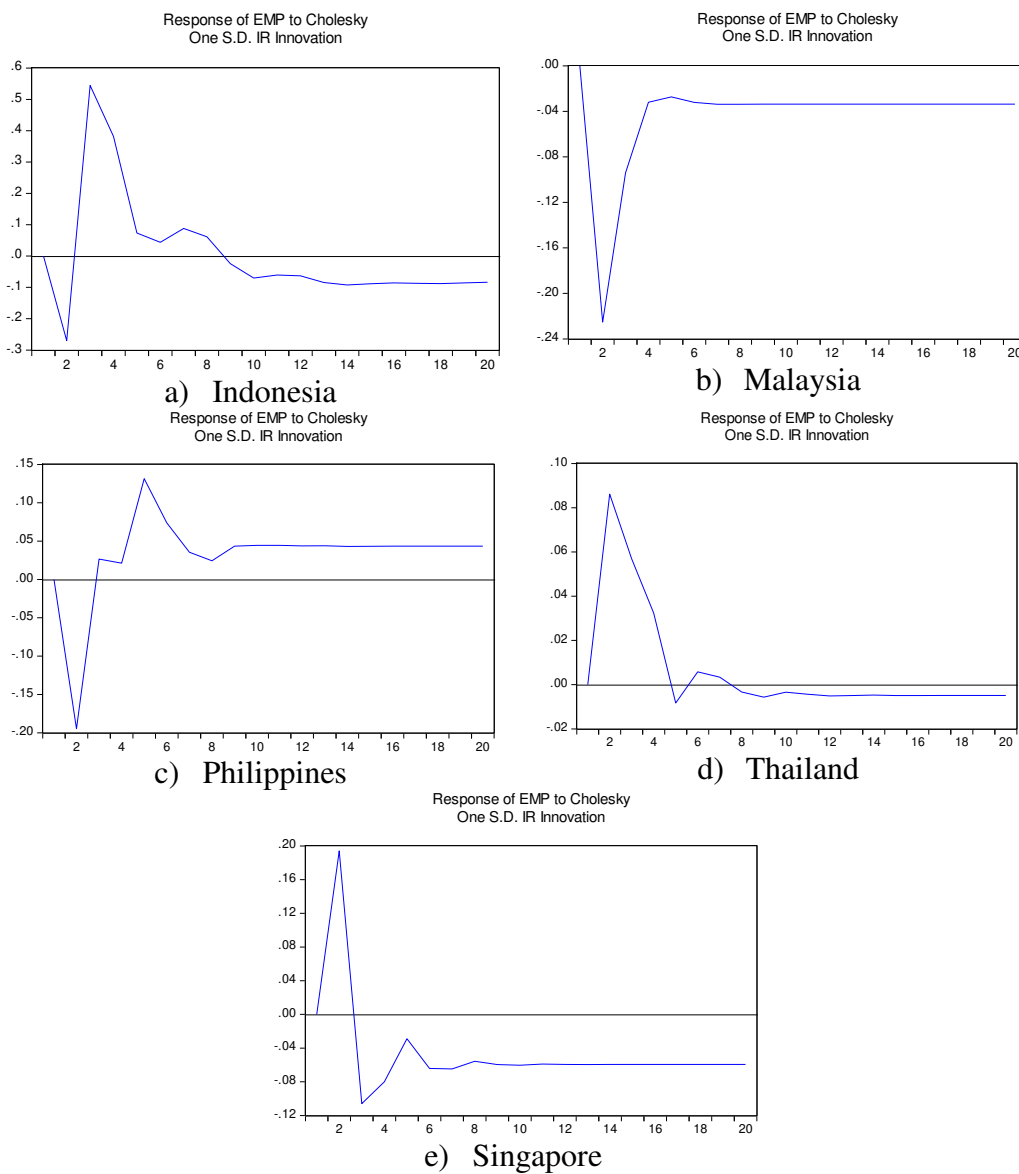 Response of EMP to Cholesky
One S.D. IR Innovation
.6
.5
.4
.3
.2
.1
.0
-.1
-.2
-.3
2 4 6 8 10 12 14 16 18 20
a) Indonesia
Response of EMP to Cholesky
One S.D. IR Innovation
.00
-.04
-.08
-.12
-.16
-.20
-.24
2 4 6 8 10 12 14 16 18 20
b) Malaysia
Response of EMP to Cholesky
One S.D. IR Innovation
.15
.10
.05
.00
-.05
-.10
-.15
-.20
2 4 6 8 10 12 14 16 18 20
c) Philippines
Response of EMP to Cholesky
One S.D. IR Innovation
.10
.08
.06
.04
.02
.00
-.02
2 4 6 8 10 12 14 16 18 20
d) Thailand
Response of EMP to Cholesky
One S.D. IR Innovation
.20
.16
.12
.08
.04
.00
-.04
-.08
-.12
2 4 6 8 10 12 14 16 18 20
e) Singapore